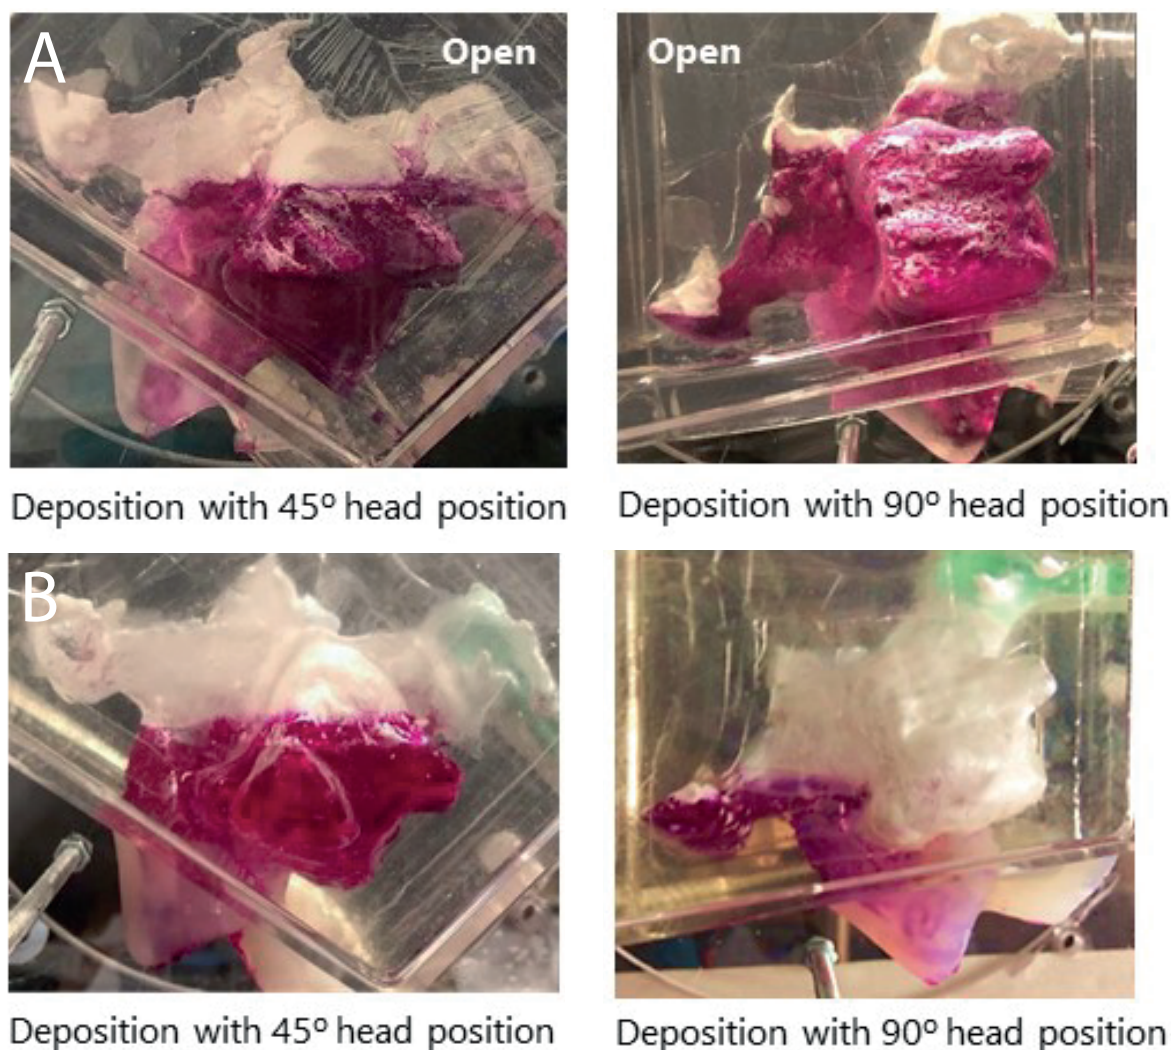 A
Open
Open
Deposition with 45º head position
Deposition with 90º head position
B
Deposition with 45º head position
Deposition with 90º head position